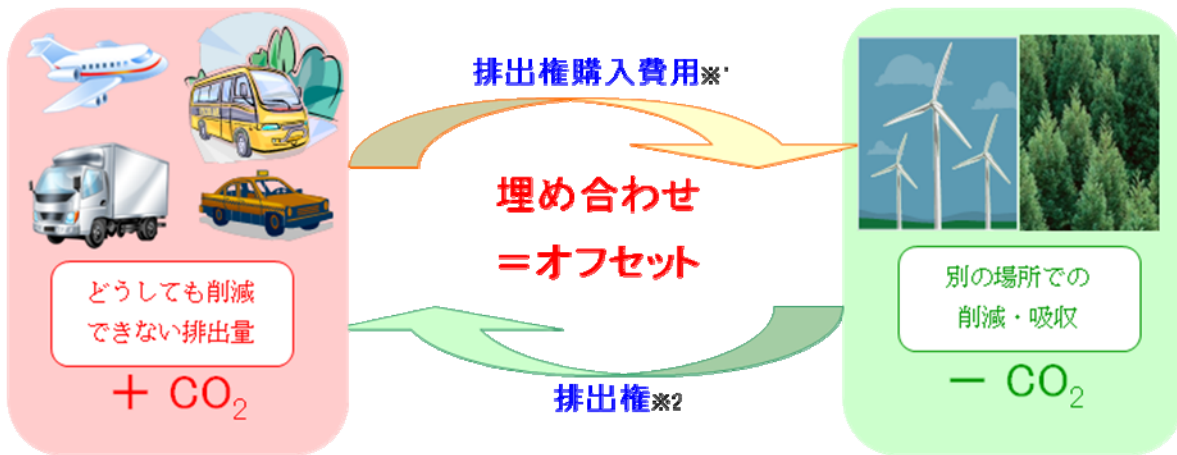 排出権購入費用※1
埋め合わせ
=オフセット
どうしても削減
できない排出量
+ CO2
別の場所での
削減・吸収
- CO2
排出権※2